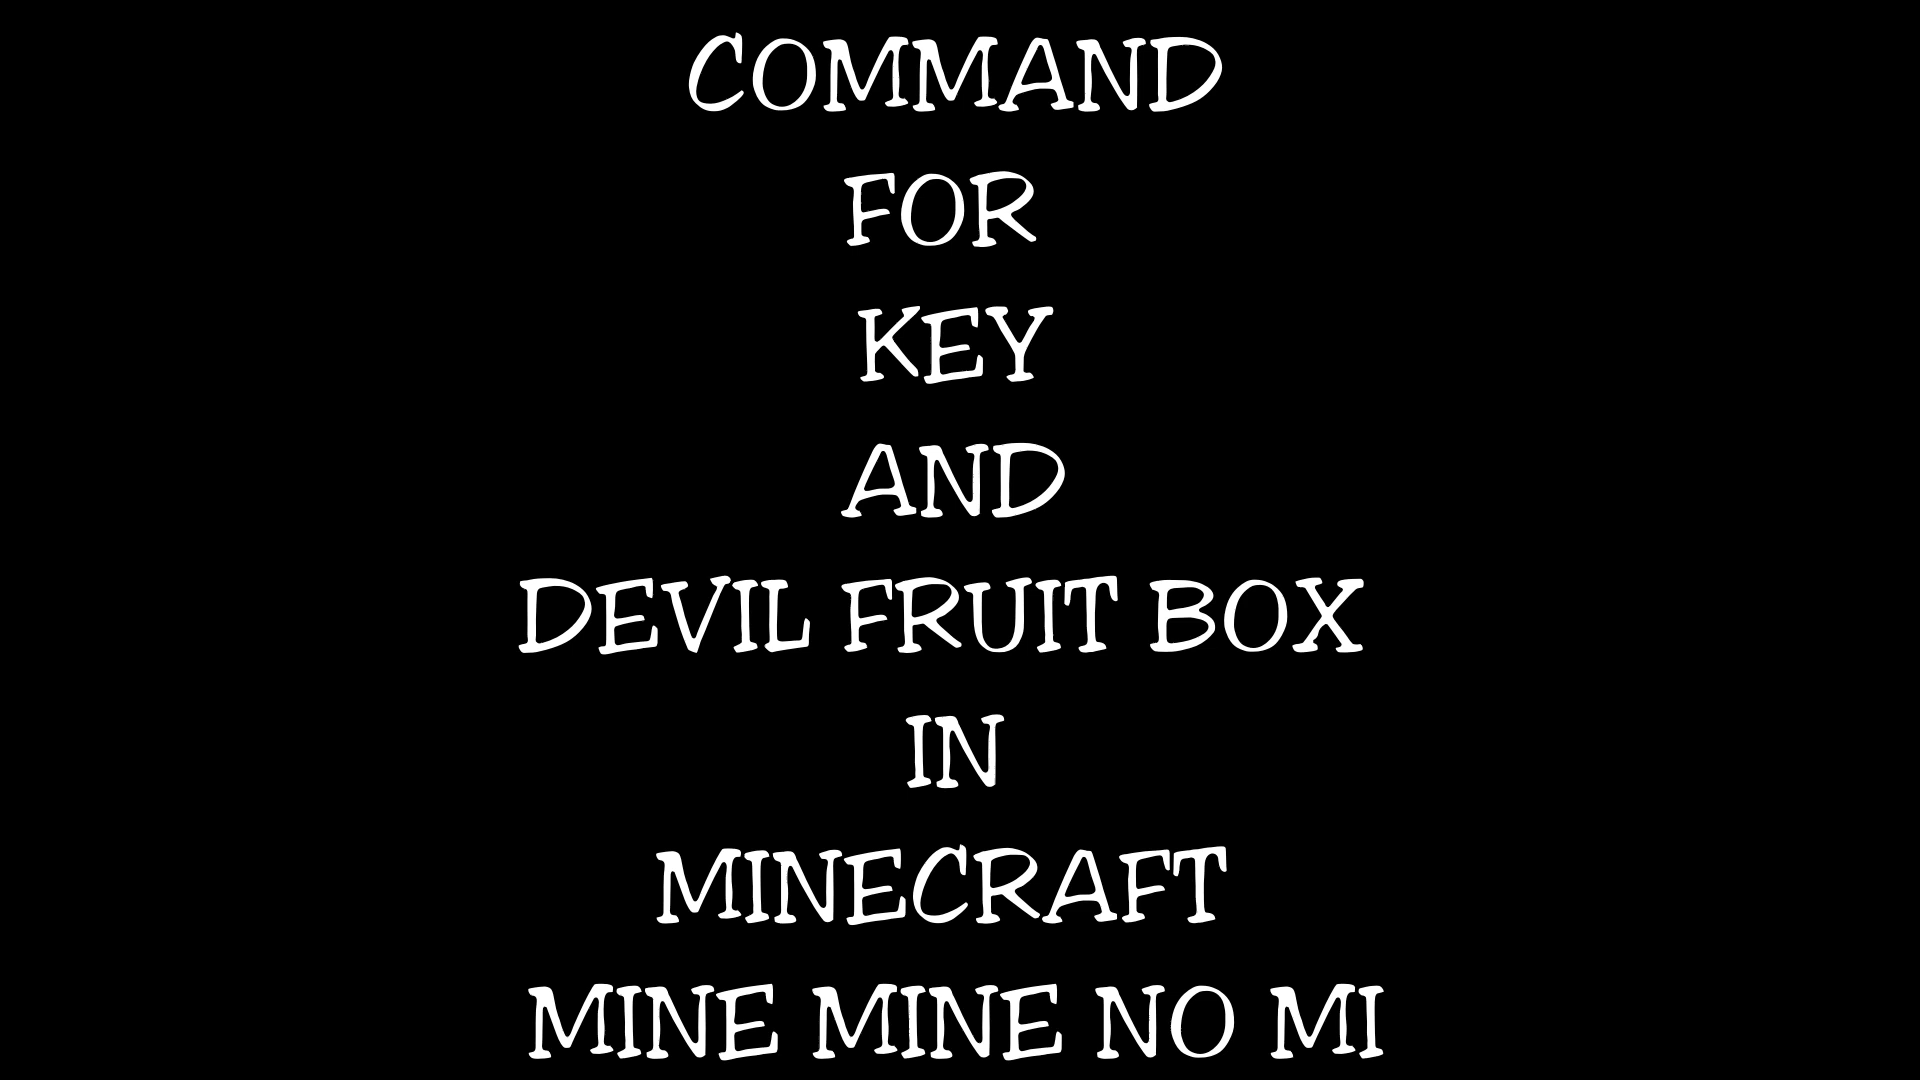 COMMAND
FOR
KEY
AND
DEVIL FRUIT BOX
IN
MINECRAFT
MINE MINE NO MI